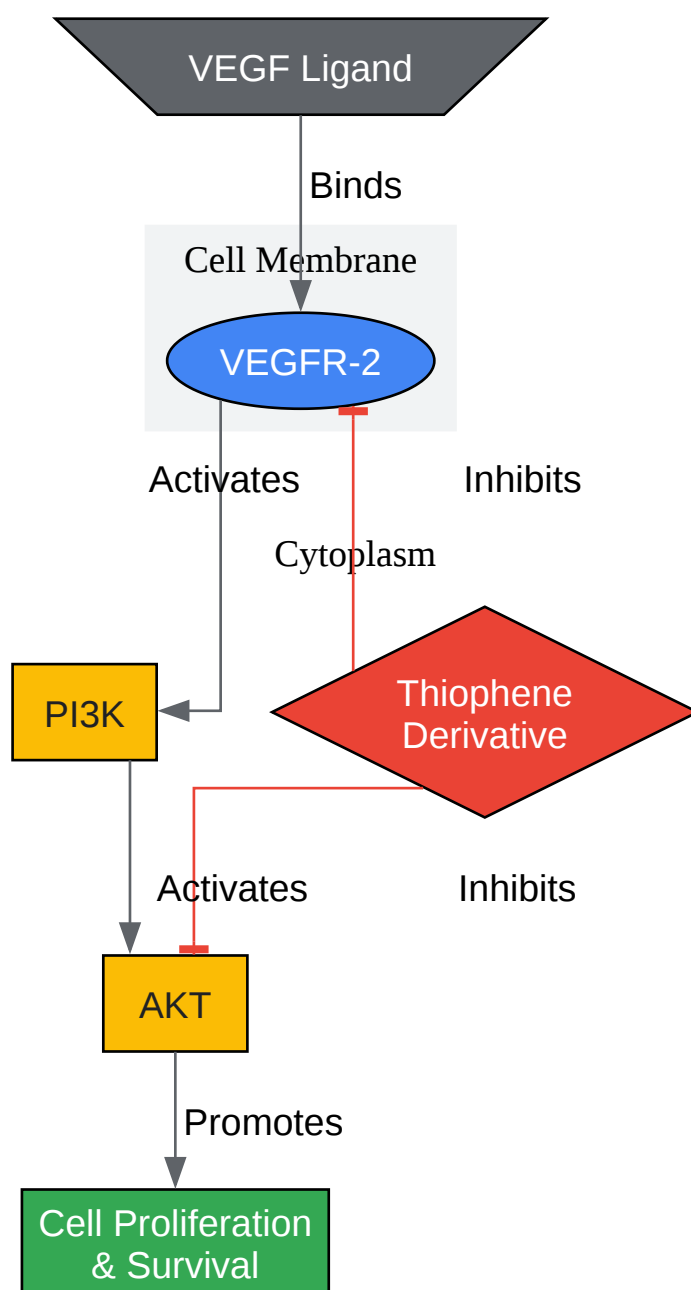 VEGF Ligand
Binds
Cell Membrane
VEGFR-2
Activates
Inhibits
Cytoplasm
PI3K
Thiophene
Derivative
Activates
Inhibits
AKT
Promotes
Cell Proliferation
& Survival